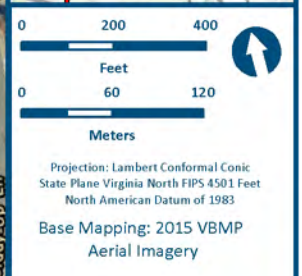 0 200 400
Feet
0 60 120
Meters
Projection: Lambert Conformal Conic
State Plane Virginia North FIPS 4501 Feet
North American Datum of 1983
Base Mapping: 2015 VBMP
Aerial Imagery